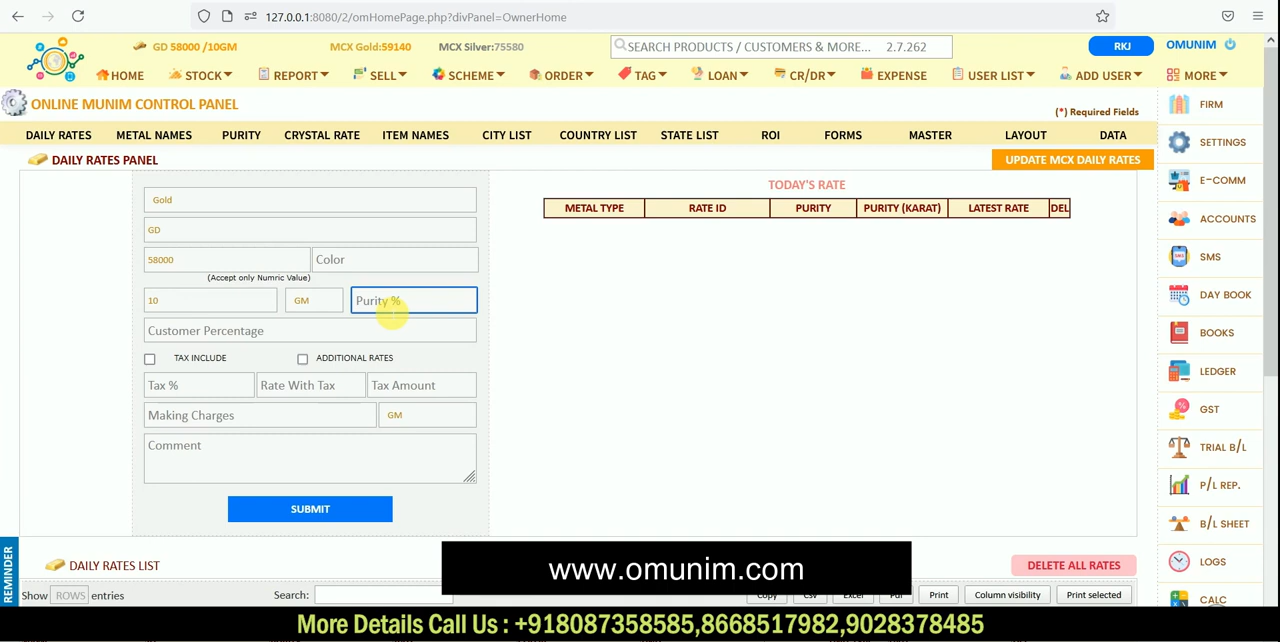 127.0.0.1:8080/2/omHomePage.php?divPanel=OwnerHome
GD 58000 /10GM MCX Gold:59140 MCX Silver:75580 SEARCH PRODUCTS / CUSTOMERS & MORE... 2.7.262 RKJ OMUNIM
HOME STOCK REPORT SELL SCHEME ORDER TAG LOAN CR/DR EXPENSE USER LIST ADD USER MORE
ONLINE MUNIM CONTROL PANEL
(*) Required Fields
DAILY RATES METAL NAMES PURITY CRYSTAL RATE ITEM NAMES CITY LIST COUNTRY LIST STATE LIST ROI FORMS MASTER LAYOUT DATA
DAILY RATES PANEL
UPDATE MCX DAILY RATES
Gold
GD
58000 Color
(Accept only Numric Value)
10 GM Purity %
Customer Percentage
TAX INCLUDE ADDITIONAL RATES
Tax % Rate With Tax Tax Amount
Making Charges GM
Comment
SUBMIT
TODAY'S RATE
METAL TYPE RATE ID PURITY PURITY (KARAT) LATEST RATE DEL
FIRM
SETTINGS
E-COMM
ACCOUNTS
SMS
DAY BOOK
BOOKS
LEDGER
GST
TRIAL B/L
P/L REP.
B/L SHEET
LOGS
CALC
REMINDER
DAILY RATES LIST
DELETE ALL RATES
Show ROWS entries Search: Copy Csv Excel Pdf Print Column visibility Print selected
www.omunim.com
More Details Call Us : +918087358585,8668517982,9028378485